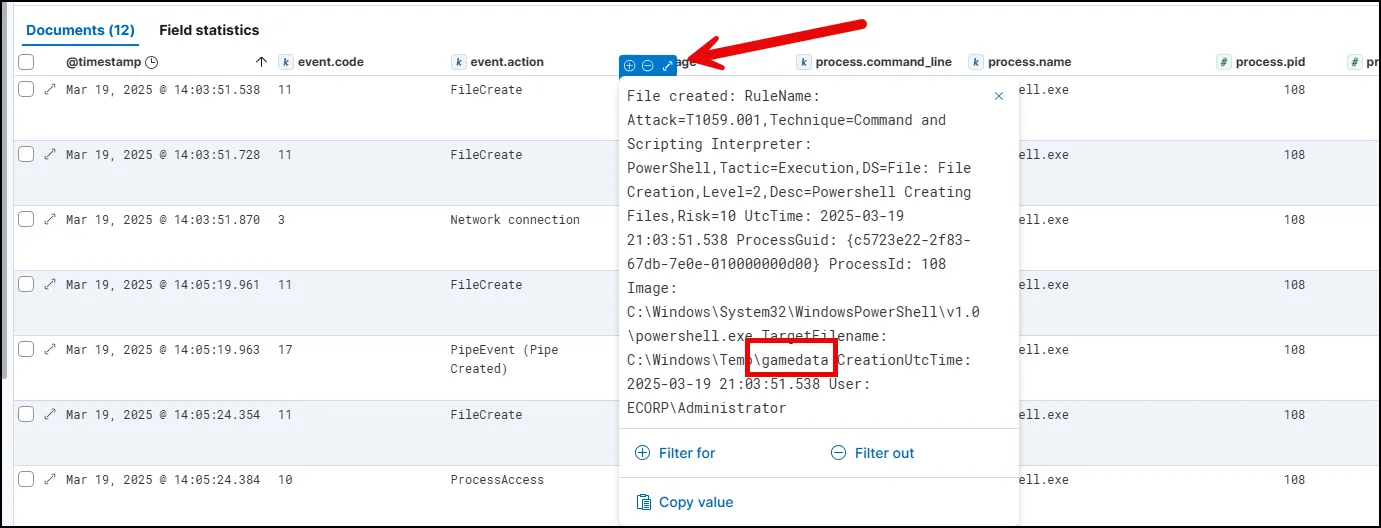 Documents (12) Field statistics
@timestamp k event.code k event.action age k process.command_line k process.name # process.pid # pr
Mar 19, 2025 @ 14:03:51.538 11 FileCreate ell.exe 108
Mar 19, 2025 @ 14:03:51.728 11 FileCreate ell.exe 108
Mar 19, 2025 @ 14:03:51.870 3 Network connection ell.exe 108
Mar 19, 2025 @ 14:05:19.961 11 FileCreate ell.exe 108
Mar 19, 2025 @ 14:05:19.963 17 PipeEvent (Pipe ell.exe 108
Created)
Mar 19, 2025 @ 14:05:24.354 11 FileCreate ell.exe 108
Mar 19, 2025 @ 14:05:24.384 10 ProcessAccess ell.exe 108
File created: RuleName:
Attack=T1059.001,Technique=Command and
Scripting Interpreter:
PowerShell,Tactic=Execution,DS=File: File
Creation,Level=2,Desc=Powershell Creating
Files,Risk=10 UtcTime: 2025-03-19
21:03:51.538 ProcessGuid: {c5723e22-2f83-
67db-7e0e-010000000d00} ProcessId: 108
Image:
C:\Windows\System32\WindowsPowerShell\v1.0
\powershell.exe TargetFilename:
C:\Windows\Temp\gamedata CreationUtcTime:
2025-03-19 21:03:51.538 User:
ECORP\Administrator
Filter for Filter out
Copy value